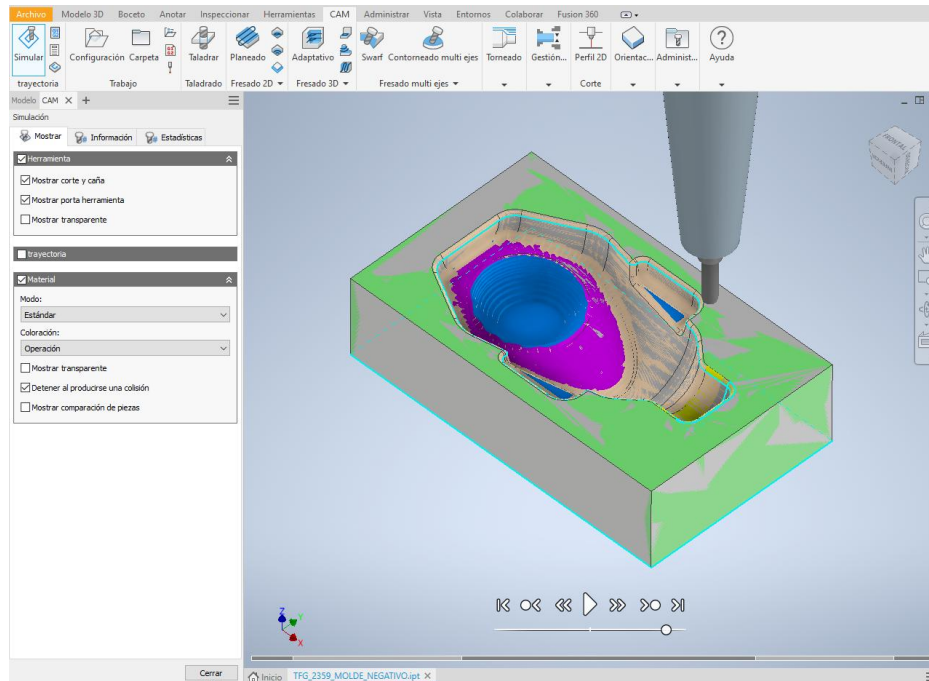 Archivo Modelo 3D Boceto Anotar Inspeccionar Herramientas CAM Administrar Vista Entornos Colaborar Fusion 360
Simular Configuración Carpeta Taladrar Planeado Adaptativo Swarf Contorneado multi ejes Torneado Gestión... Perfil 2D Orientac... Administ... Ayuda
trayectoria Trabajo Taladrado Fresado 2D Fresado 3D Fresado multi ejes Corte
Modelo CAM X +
Simulación
Mostrar Información Estadísticas
Herramienta
Mostrar corte y caña
Mostrar porta herramienta
Mostrar transparente
trayectoria
Material
Modo:
Estándar
Coloración:
Operación
Mostrar transparente
Detener al producirse una colisión
Mostrar comparación de piezas
FRONTAL
Z
Y
X
Cerrar
Inicio TFG_2359_MOLDE_NEGATIVO.ipt X